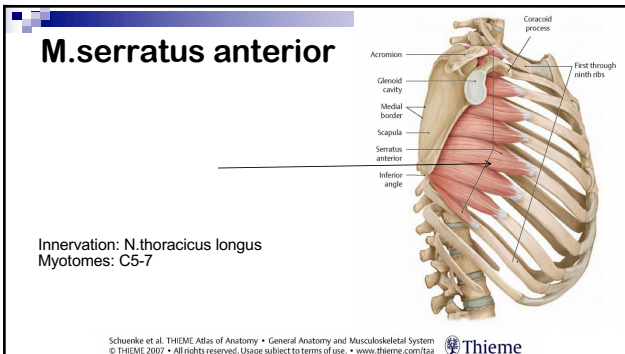 M.serratus anterior
Coracoid
process
Acromion
First through
ninth ribs
Glenoid
cavity
Medial
border
Scapula
Serratus
anterior
Inferior
angle
Innervation: N.thoracicus longus
Myotomes: C5-7
Schuenke et al. THIEME Atlas of Anatomy • General Anatomy and Musculoskeletal System
© THIEME 2007 • All rights reserved. Usage subject to terms of use. • www.thieme.com/taa
Thieme